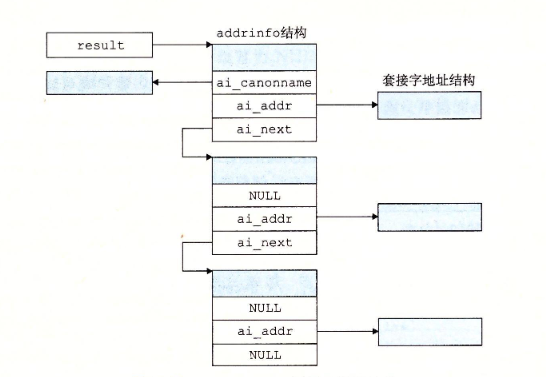 addrinfo结构
result
ai_canonname
套接字地址结构
ai_addr
ai_next
NULL
ai_addr
ai_next
NULL
ai_addr
NULL